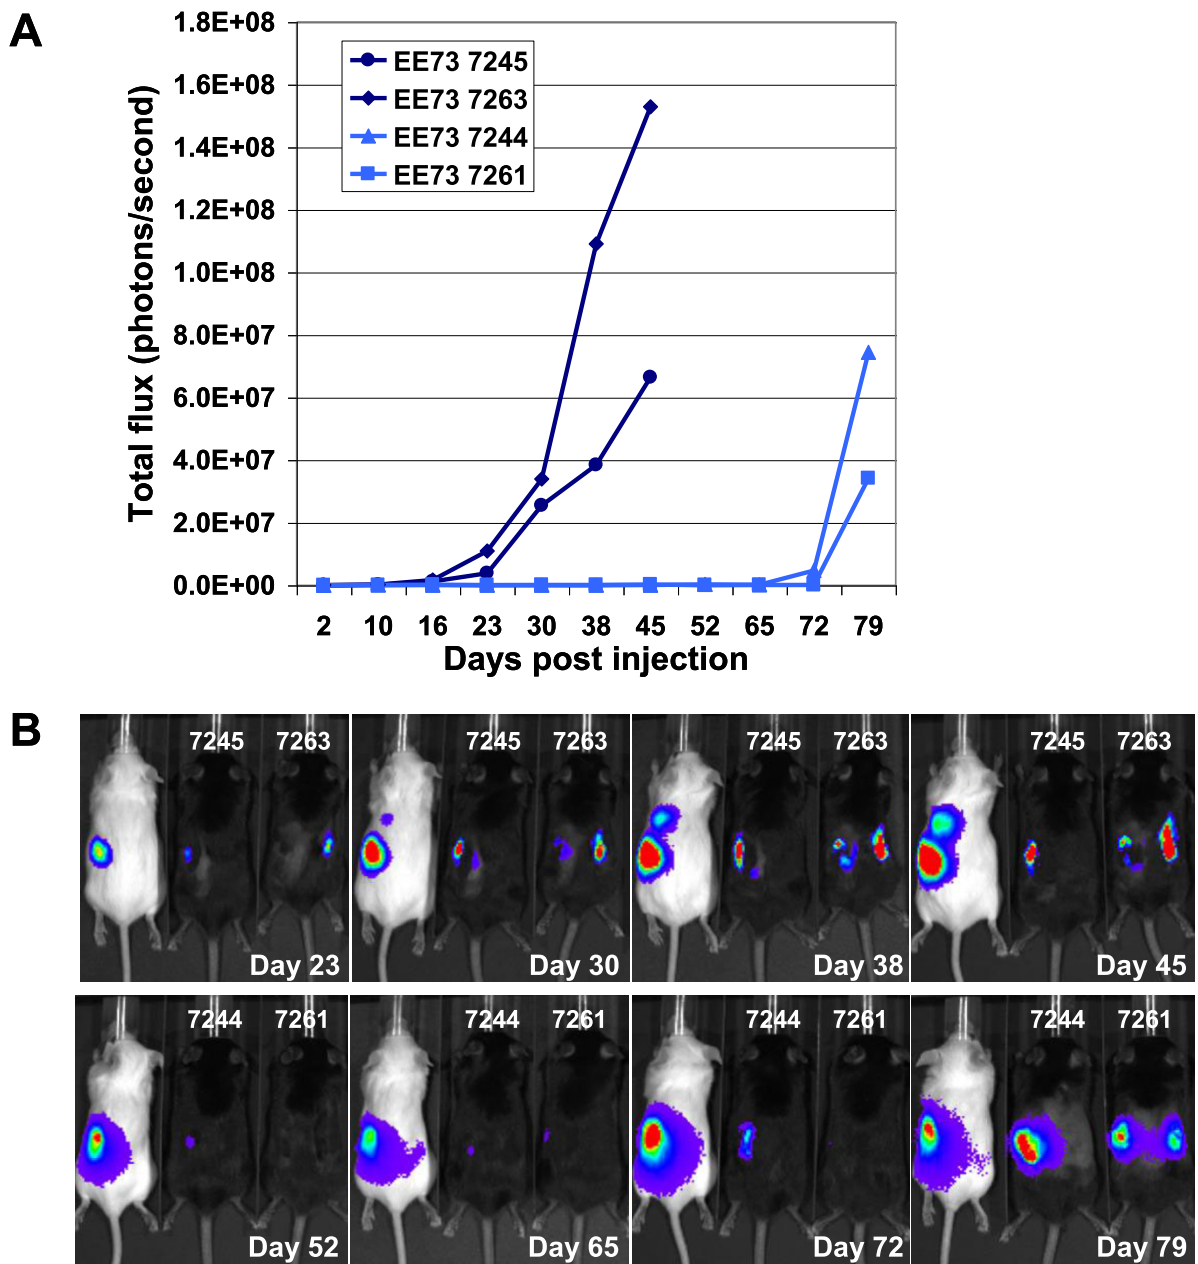 A
1.8E+08
1.6E+08
1.4E+08
1.2E+08
1.0E+08
8.0E+07
6.0E+07
4.0E+07
2.0E+07
0.0E+00
Total flux (photons/second)
EE73 7245
EE73 7263
EE73 7244
EE73 7261
2 10 16 23 30 38 45 52 65 72 79
Days post injection
B
7245 7263 7245 7263 7245 7263 7245 7263
Day 23 Day 30 Day 38 Day 45
7244 7261 7244 7261 7244 7261 7244 7261
Day 52 Day 65 Day 72 Day 79